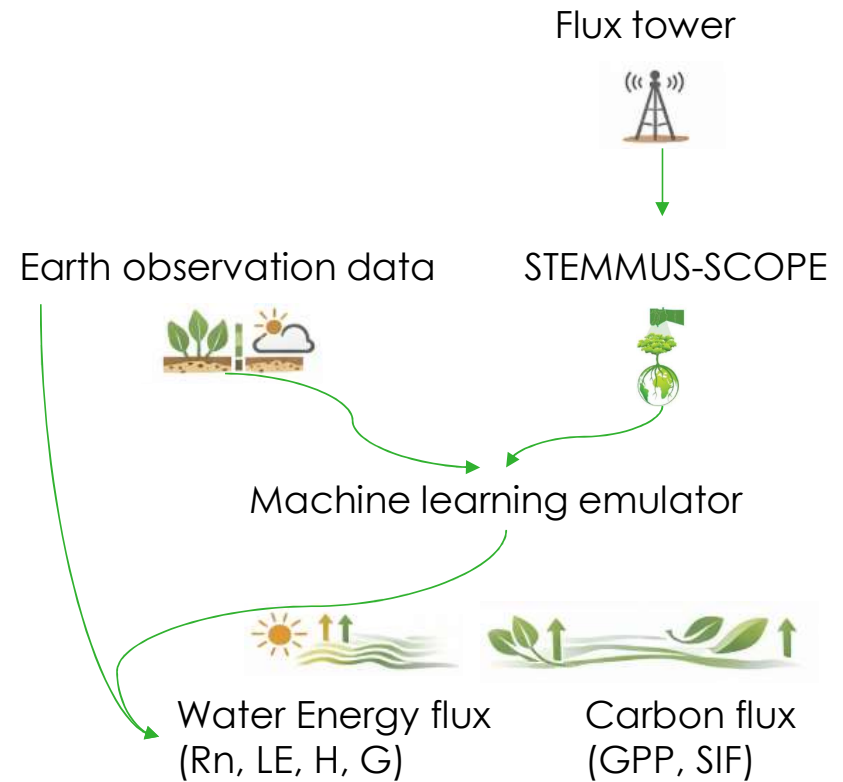 Flux tower
Earth observation data
STEMMUS-SCOPE
Machine learning emulator
Water Energy flux
(Rn, LE, H, G)
Carbon flux
(GPP, SIF)